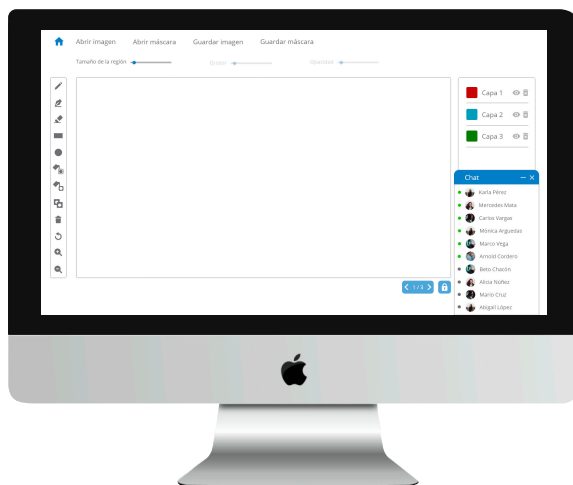 Abrir imagen Abrir máscara Guardar imagen Guardar máscara
Tamaño de la región Grosor Opacidad
Capa 1
Capa 2
Capa 3
Chat
Karla Pérez
Mercedes Mata
Carlos Vargas
Mónica Arguedas
Marco Vega
Arnold Cordero
Beto Chacón
Alicia Núñez
Mario Cruz
Abigail López
1 / 3